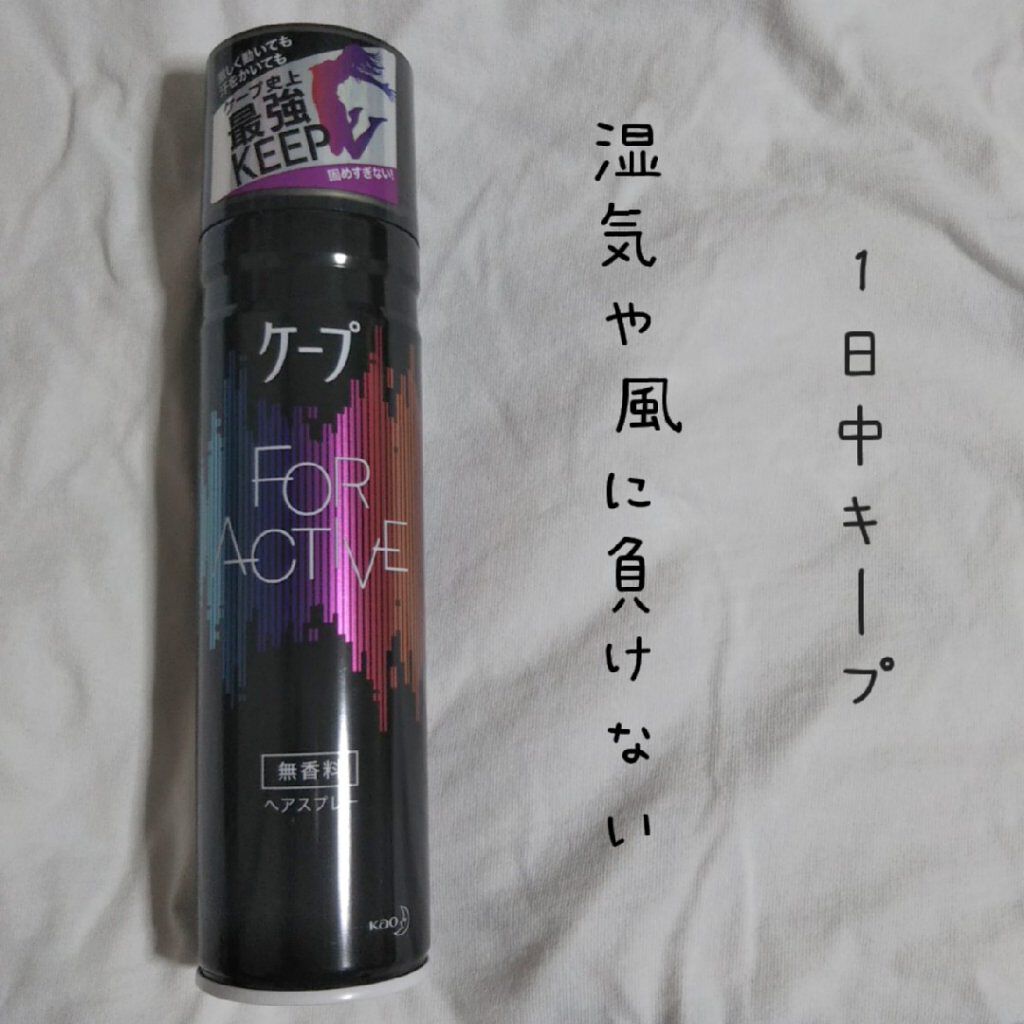 激しく動いても
汗をかいても
ケープ史上
最強
KEEP
固めすぎない!
ケープ
FOR
ACTIVE
無香料
ヘアスプレー
Kao
1日中キープ
湿気や風に負けない